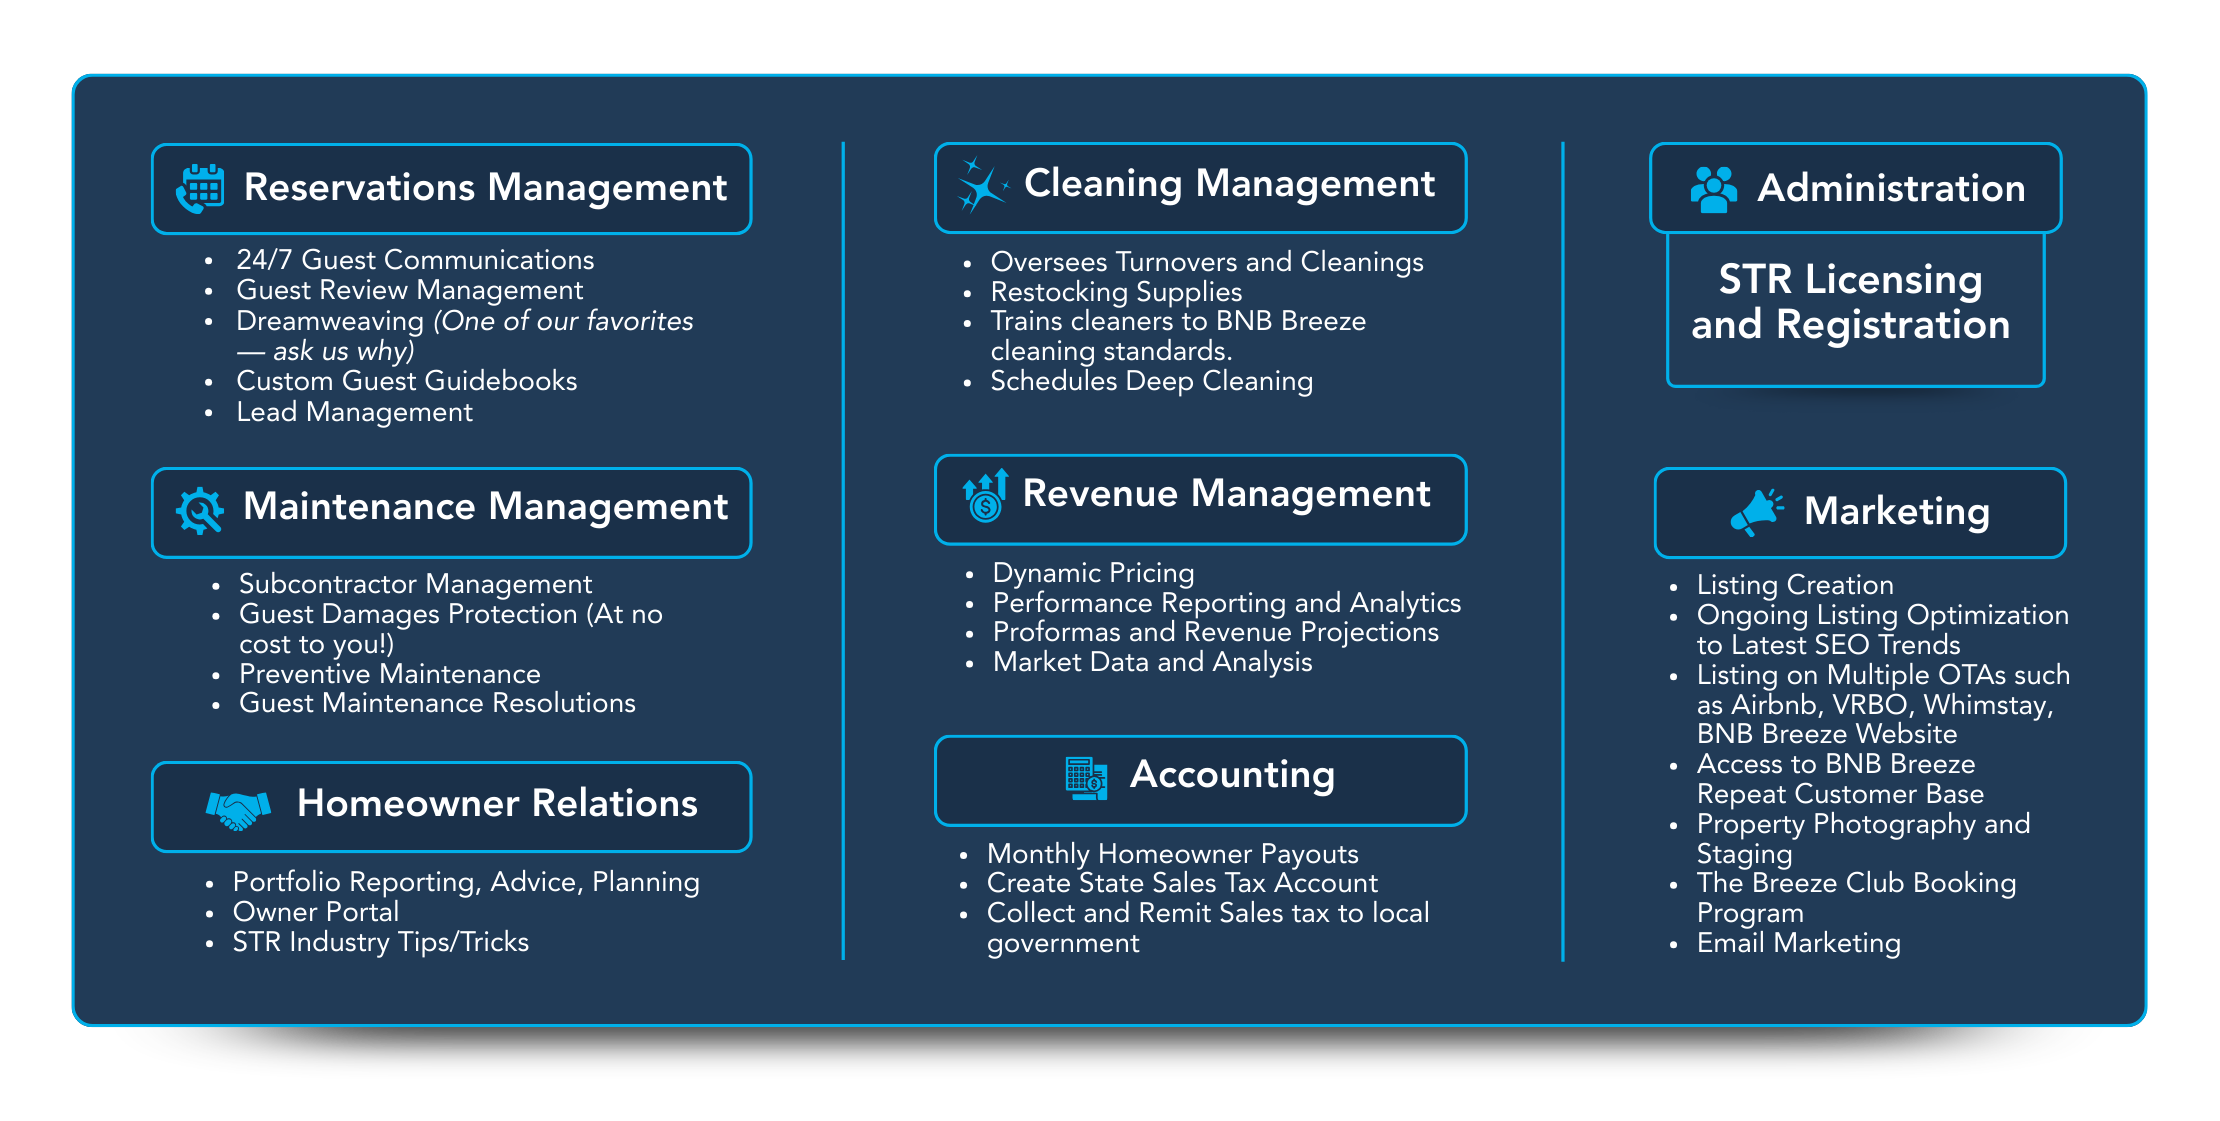 Reservations Management
• 24/7 Guest Communications
• Guest Review Management
• Dreamweaving (One of our favorites
— ask us why)
• Custom Guest Guidebooks
• Lead Management
Maintenance Management
• Subcontractor Management
• Guest Damages Protection (At no
cost to you!)
• Preventive Maintenance
• Guest Maintenance Resolutions
Homeowner Relations
• Portfolio Reporting, Advice, Planning
• Owner Portal
• STR Industry Tips/Tricks
Cleaning Management
• Oversees Turnovers and Cleanings
• Restocking Supplies
• Trains cleaners to BNB Breeze
cleaning standards.
• Schedules Deep Cleaning
Revenue Management
• Dynamic Pricing
• Performance Reporting and Analytics
• Proformas and Revenue Projections
• Market Data and Analysis
Accounting
• Monthly Homeowner Payouts
• Create State Sales Tax Account
• Collect and Remit Sales tax to local
government
Administration
STR Licensing
and Registration
Marketing
• Listing Creation
• Ongoing Listing Optimization
to Latest SEO Trends
• Listing on Multiple OTAs such
as Airbnb, VRBO, Whimstay,
BNB Breeze Website
• Access to BNB Breeze
Repeat Customer Base
• Property Photography and
Staging
• The Breeze Club Booking
Program
• Email Marketing